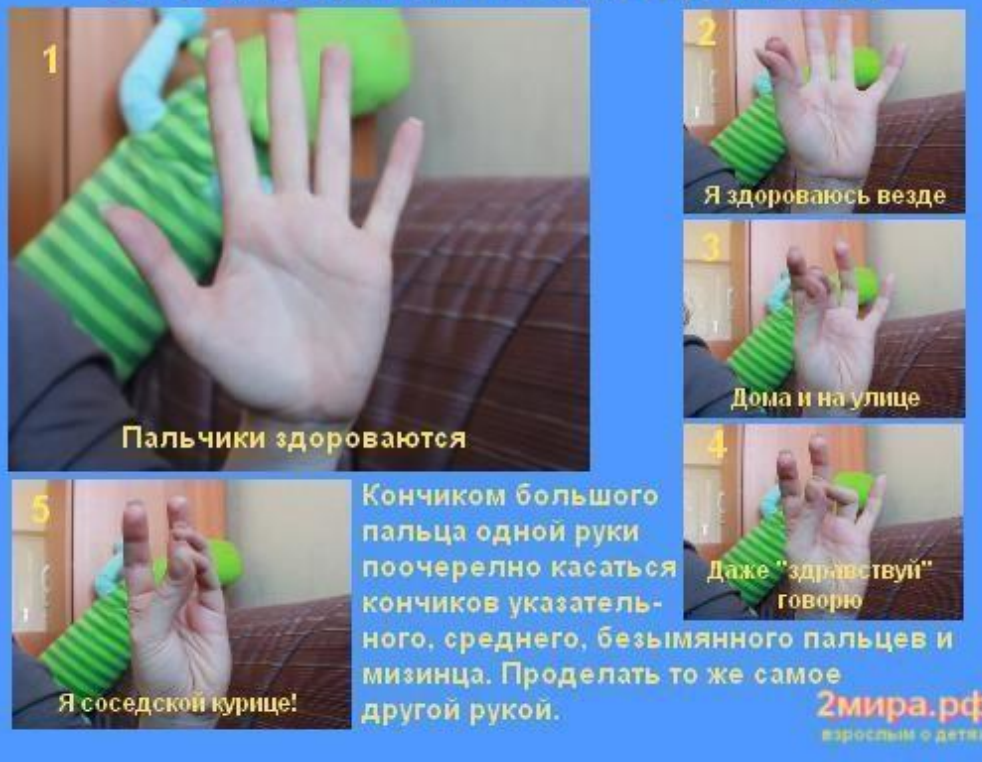 1
Пальчики здороваются
2
Я здороваюсь везде
3
Дома и на улице
4
Даже "здравствуй"
говорю
5
Я соседской курице!
Кончиком большого
пальца одной руки
поочерелно касаться
кончиков указатель-
ного, среднего, безымянного пальцев и
мизинца. Проделать то же самое
другой рукой.
2мира.рф
взрослым о детях